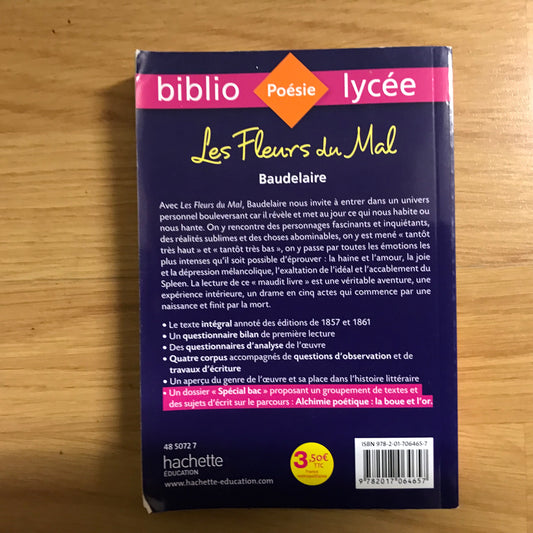 biblio Poésie lycée
Les Fleurs du Mal
Baudelaire
Avec Les Fleurs du Mal, Baudelaire nous invite à entrer dans un univers
personnel bouleversant car il révèle et met au jour ce qui nous habite ou
nous hante. On y rencontre des personnages fascinants et inquiétants,
des réalités sublimes et des choses abominables, on y est mené « tantôt
très haut » et « tantôt très bas », on y passe par toutes les émotions les
plus intenses qu'il soit possible d'éprouver : la haine et l'amour, la joie
et la dépression mélancolique, l'exaltation de l'idéal et l'accablement du
Spleen. La lecture de ce « maudit livre » est une véritable aventure, une
expérience intérieure, un drame en cinq actes qui commence par une
naissance et finit par la mort.
• Le texte intégral annoté des éditions de 1857 et 1861
• Un questionnaire bilan de première lecture
• Des questionnaires d'analyse de l'œuvre
• Quatre corpus accompagnés de questions d'observation et de
travaux d'écriture
• Un aperçu du genre de l'œuvre et sa place dans l'histoire littéraire
• Un dossier « Spécial bac » proposant un groupement de textes et
des sujets d'écrit sur le parcours : Alchimie poétique : la boue et l'or.
48 5072 7
hachette
ÉDUCATION
www.hachette-education.com
3,50€
TTC
France
métropolitaine
ISBN 978-2-01-706465-7
9 782017 064657